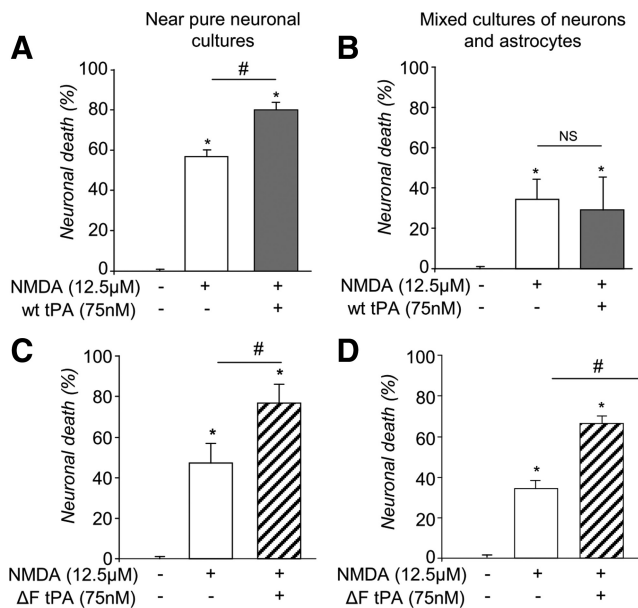 Near pure neuronal
cultures
Mixed cultures of neurons
and astrocytes
A
Neuronal death (%)
100
80
60
40
20
0
#
*
*
NMDA (12.5µM) - + +
wt tPA (75nM) - - +
B
Neuronal death (%)
100
80
60
40
20
0
NS
*
*
NMDA (12.5µM) - + +
wt tPA (75nM) - - +
C
Neuronal death (%)
100
80
60
40
20
0
#
*
*
NMDA (12.5µM) - + +
ΔF tPA (75nM) - - +
D
Neuronal death (%)
100
80
60
40
20
0
#
*
*
NMDA (12.5µM) - + +
ΔF tPA (75nM) - - +